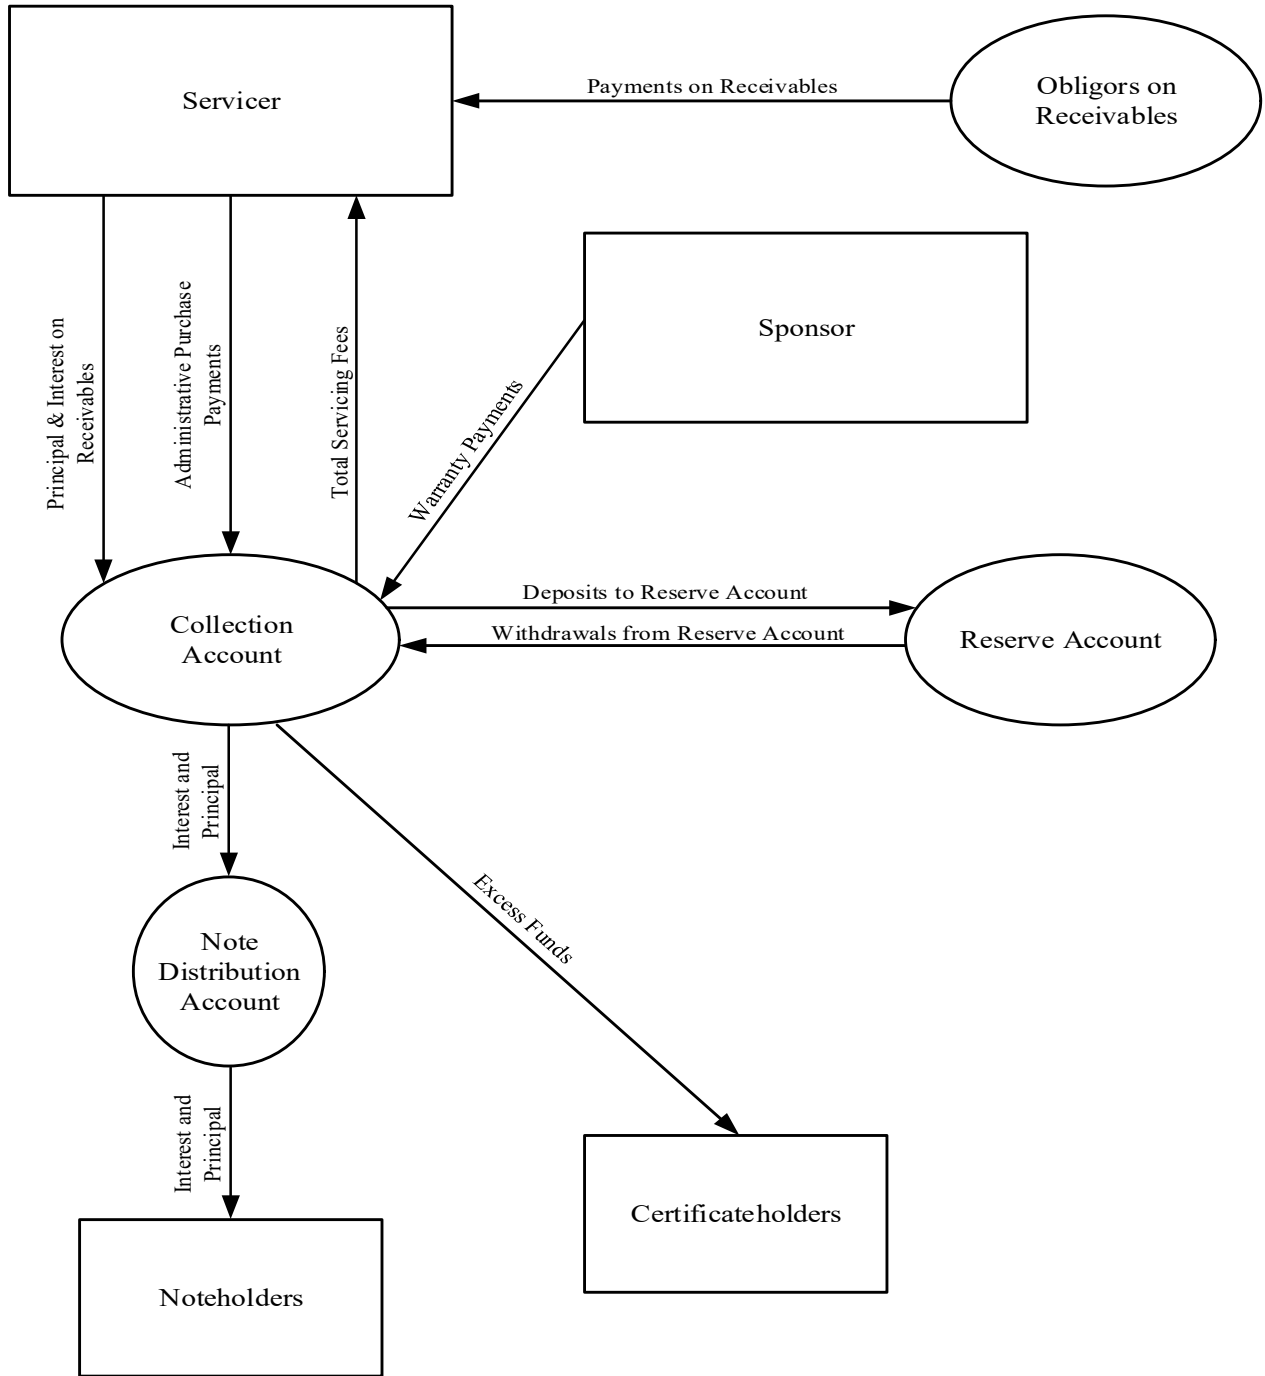 Servicer
Payments on Receivables
Obligors on
Receivables
Sponsor
Principal & Interest on
Receivables
Administrative Purchase
Payments
Total Servicing Fees
Warranty Payments
Collection
Account
Deposits to Reserve Account
Withdrawals from Reserve Account
Reserve Account
Interest and
Principal
Excess Funds
Note
Distribution
Account
Interest and
Principal
Certificateholders
Noteholders